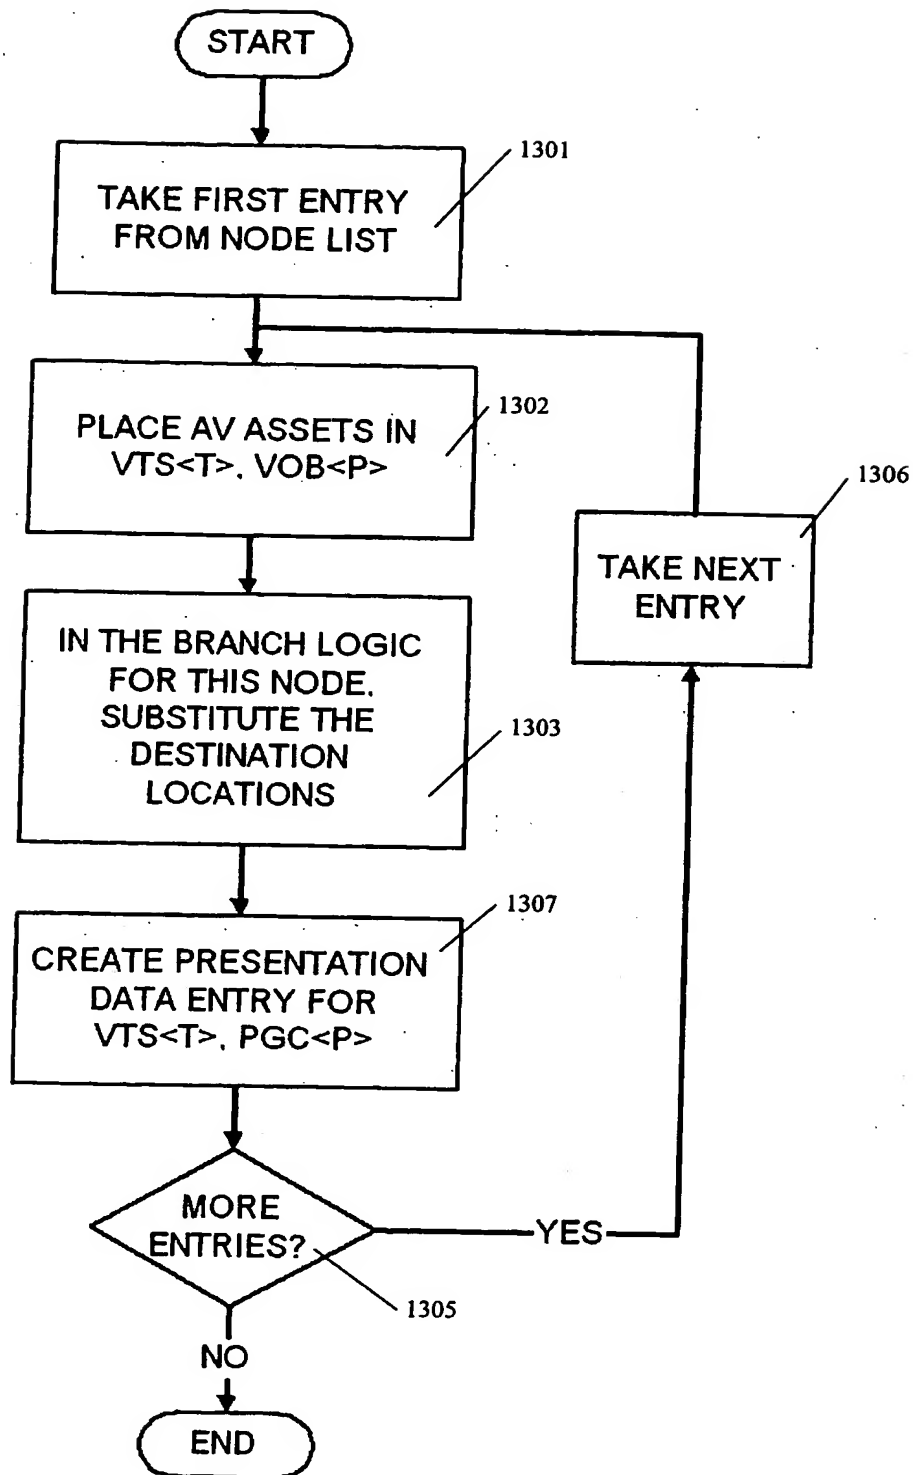 START
1301
TAKE FIRST ENTRY
FROM NODE LIST
1302
PLACE AV ASSETS IN
VTS<T>, VOB<P>
1306
TAKE NEXT
ENTRY
IN THE BRANCH LOGIC
FOR THIS NODE,
SUBSTITUTE THE
DESTINATION
LOCATIONS
1303
1307
CREATE PRESENTATION
DATA ENTRY FOR
VTS<T>, PGC<P>
MORE
ENTRIES?
YES
1305
NO
END